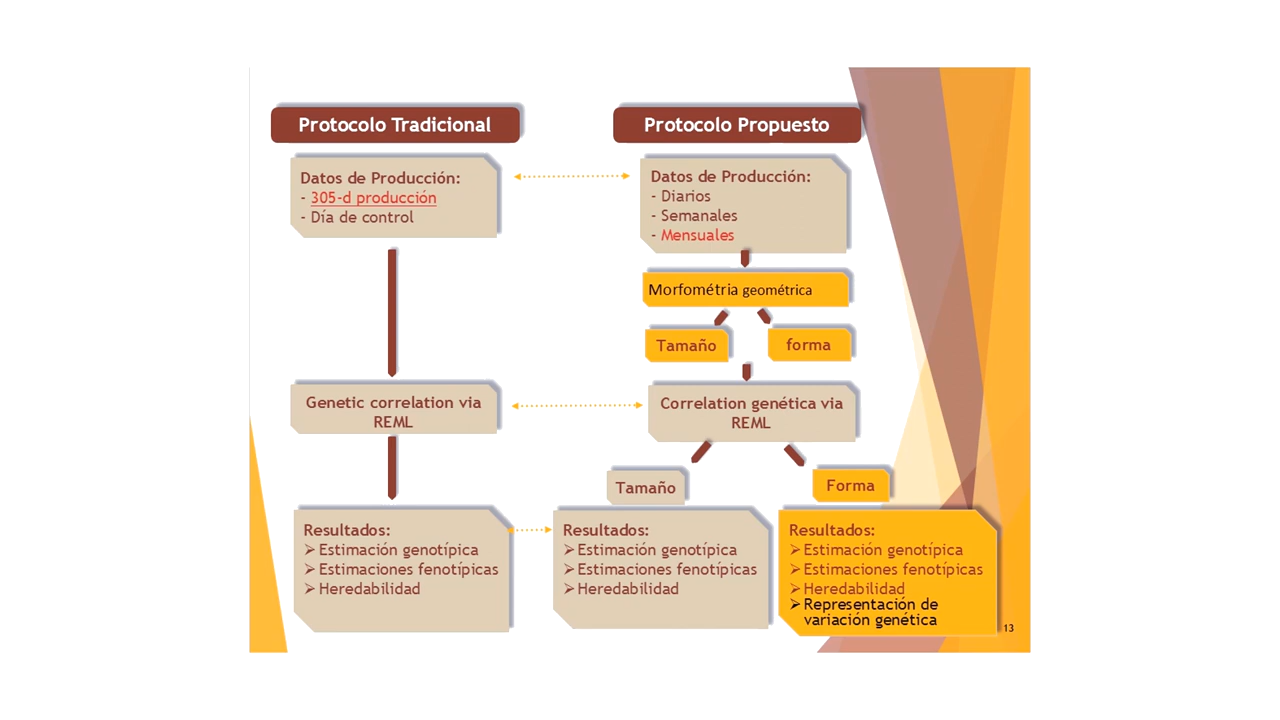 Protocolo Tradicional
Datos de Producción:
- 305-d producción
- Día de control
Genetic correlation via
REML
Resultados:
➢ Estimación genotípica
➢ Estimaciones fenotípicas
➢ Heredabilidad
Protocolo Propuesto
Datos de Producción:
- Diarios
- Semanales
- Mensuales
Morfométria geométrica
Tamaño
forma
Correlation genética via
REML
Tamaño
Resultados:
➢ Estimación genotípica
➢ Estimaciones fenotípicas
➢ Heredabilidad
Forma
Resultados:
➢ Estimación genotípica
➢ Estimaciones fenotípicas
➢ Heredabilidad
➢ Representación de
variación genética
13